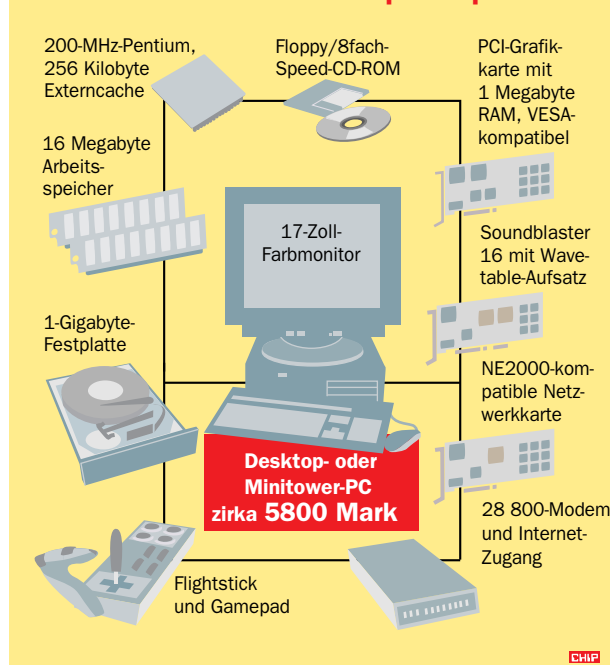 200-MHz-Pentium,
256 Kilobyte
Externcache
Floppy/8fach-
Speed-CD-ROM
PCI-Grafik-
karte mit
1 Megabyte
RAM, VESA-
kompatibel
16 Megabyte
Arbeits-
speicher
17-Zoll-
Farbmonitor
Soundblaster
16 mit Wave-
table-Aufsatz
1-Gigabyte-
Festplatte
NE2000-kom-
patible Netz-
werkkarte
Desktop- oder
Minitower-PC
zirka 5800 Mark
28 800-Modem
und Internet-
Zugang
Flightstick
und Gamepad
CHIP